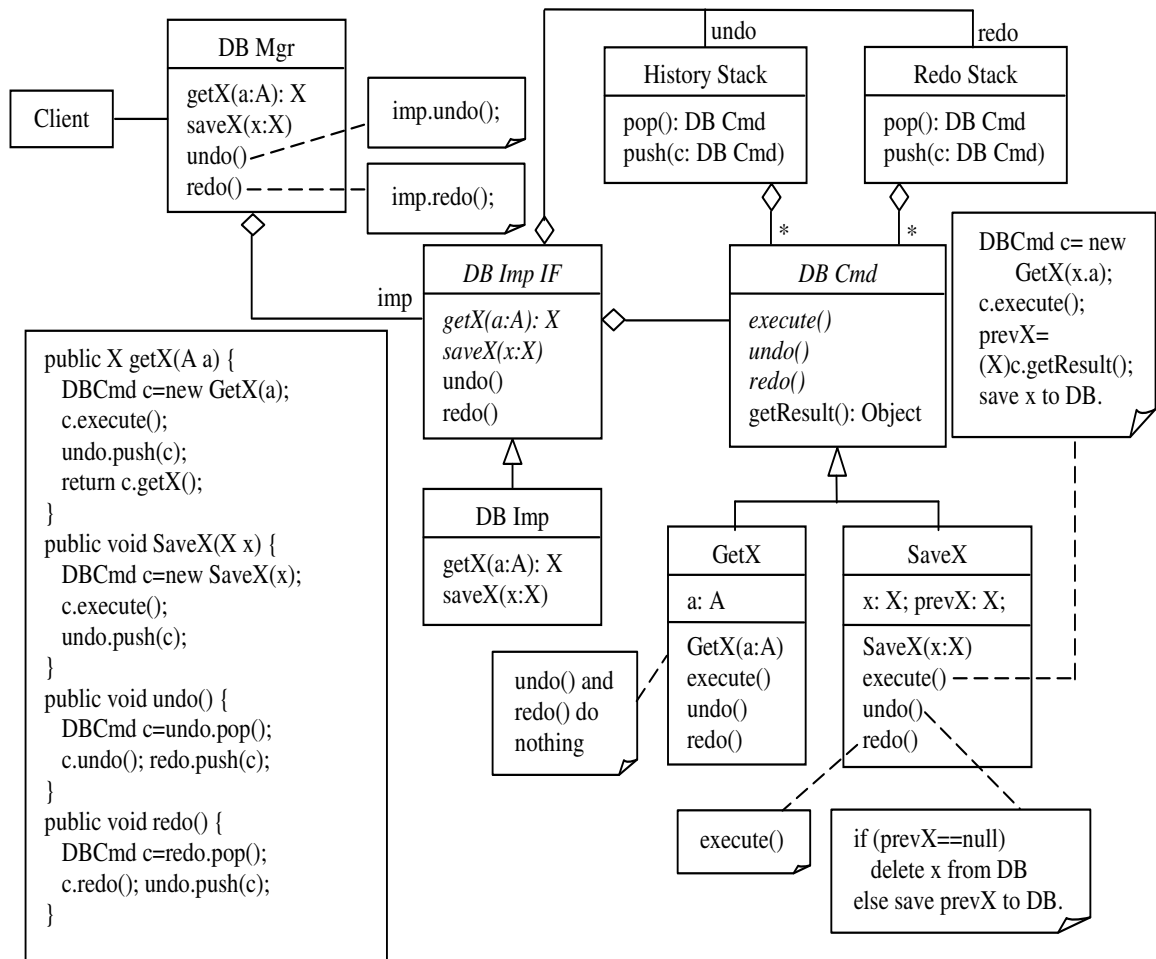 undo
redo
DB Mgr
getX(a:A): X
saveX(x:X)
undo()
redo()
Client
imp.undo();
imp.redo();
History Stack
pop(): DB Cmd
push(c: DB Cmd)
Redo Stack
pop(): DB Cmd
push(c: DB Cmd)
*
*
imp
DB Imp IF
getX(a:A): X
saveX(x:X)
undo()
redo()
DB Cmd
execute()
undo()
redo()
getResult(): Object
DBCmd c= new
GetX(x.a);
c.execute();
prevX=
(X)c.getResult();
save x to DB.
public X getX(A a) {
DBCmd c=new GetX(a);
c.execute();
undo.push(c);
return c.getX();
}
public void SaveX(X x) {
DBCmd c=new SaveX(x);
c.execute();
undo.push(c);
}
public void undo() {
DBCmd c=undo.pop();
c.undo(); redo.push(c);
}
public void redo() {
DBCmd c=redo.pop();
c.redo(); undo.push(c);
}
DB Imp
getX(a:A): X
saveX(x:X)
GetX
a: A
GetX(a:A)
execute()
undo()
redo()
SaveX
x: X; prevX: X;
SaveX(x:X)
execute()
undo()
redo()
undo() and
redo() do
nothing
execute()
if (prevX==null)
delete x from DB
else save prevX to DB.